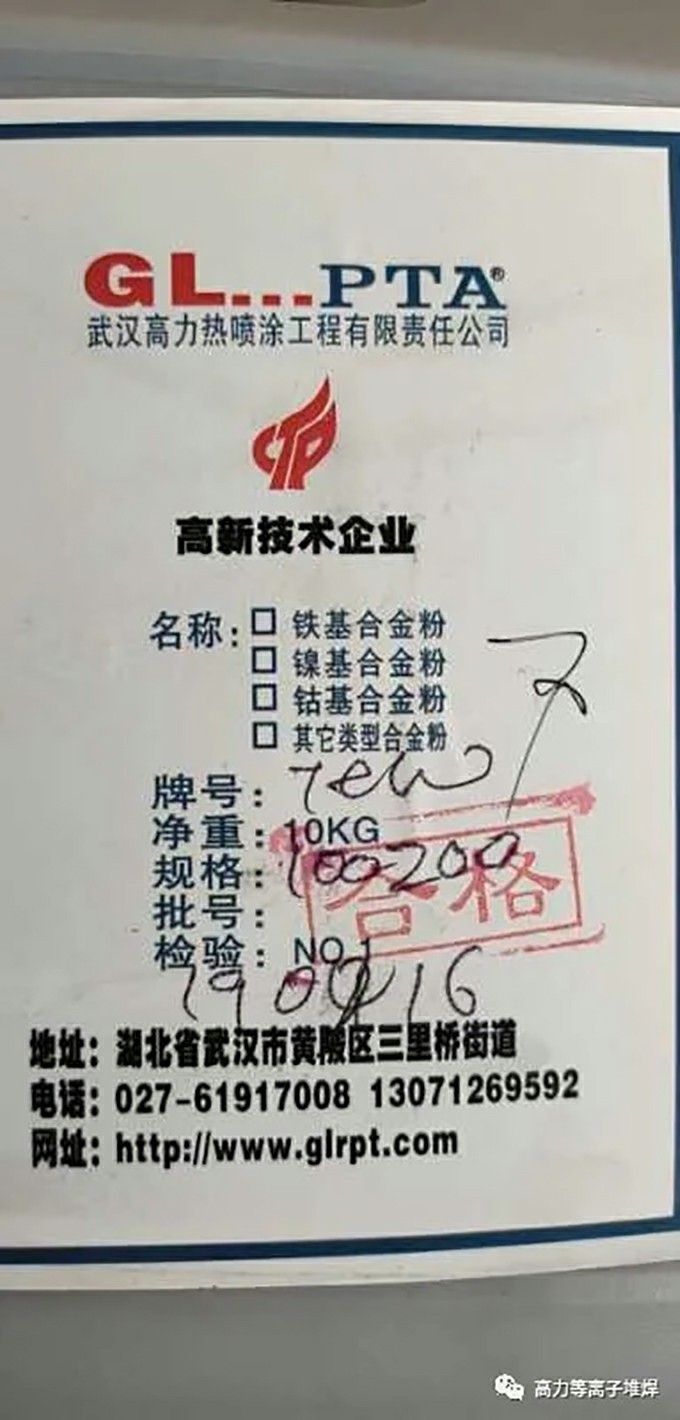 GL...PTA®
武汉高力热喷涂工程有限责任公司
CTP
高新技术企业
名称：□ 铁基合金粉
□ 镍基合金粉
□ 钴基合金粉
□ 其它类型合金粉
牌号：
净重：10KG
规格：100-200
合格
批号：
检验：NO.1
地址：湖北省武汉市黄陂区三里桥街道
电话：027-61917008 13071269592
网址：http://www.glrpt.com
高力等离子堆焊